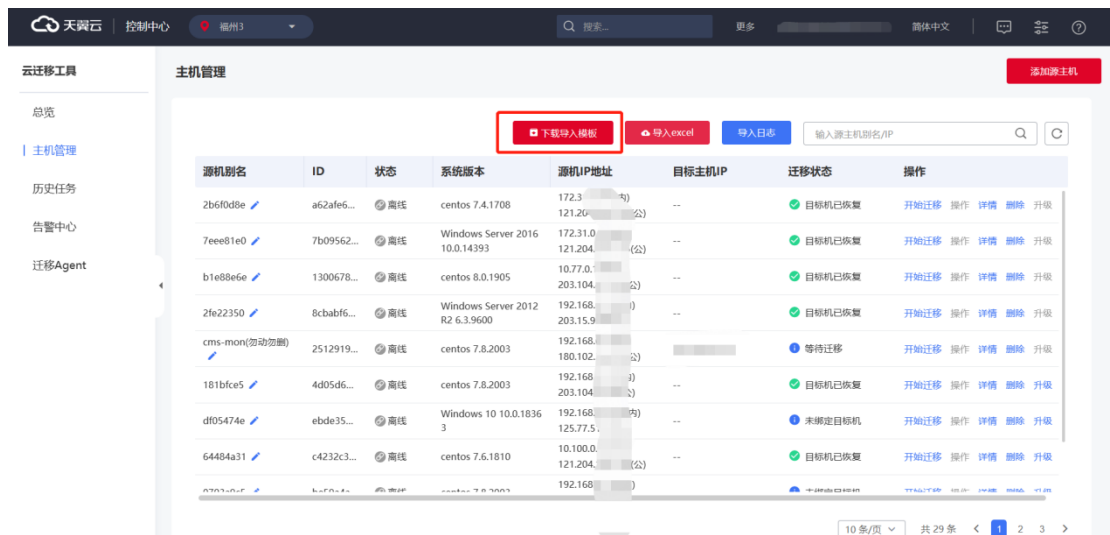 天翼云 控制中心 福州3 搜索... 更多 简体中文
云迁移工具
总览
主机管理
历史任务
告警中心
迁移Agent
主机管理 添加源主机
下载导入模板 导入excel 导入日志 输入源主机别名/IP
源机别名 ID 状态 系统版本 源机IP地址 目标主机IP 迁移状态 操作
2b6f0d8e a62afe6... 离线 centos 7.4.1708 172.3 内) -- 目标机已恢复 开始迁移 操作 详情 删除 升级
121.20 公)
7eee81e0 7b09562... 离线 Windows Server 2016 172.31.0. -- 目标机已恢复 开始迁移 操作 详情 删除 升级
10.0.14393 121.204. (公)
b1e88e6e 1300678... 离线 centos 8.0.1905 10.77.0. -- 目标机已恢复 开始迁移 操作 详情 删除 升级
203.104. 公)
2fe22350 8cbabf6... 离线 Windows Server 2012 192.168. ) -- 目标机已恢复 开始迁移 操作 详情 删除 升级
R2 6.3.9600 203.15.9
cms-mon(勿动勿删) 2512919... 离线 centos 7.8.2003 192.168. 等待迁移 开始迁移 操作 详情 删除 升级
180.102. 公)
181bfce5 4d05d6... 离线 centos 7.8.2003 192.168 ) -- 目标机已恢复 开始迁移 操作 详情 删除 升级
203.104 )
df05474e ebde35... 离线 Windows 10 10.0.1836 192.168. 内) -- 未绑定目标机 开始迁移 操作 详情 删除 升级
3 125.77.5
64484a31 c4232c3... 离线 centos 7.6.1810 10.100.0. -- 目标机已恢复 开始迁移 操作 详情 删除 升级
121.204. (公)
192.168 )
10条/页 共 29 条 1 2 3